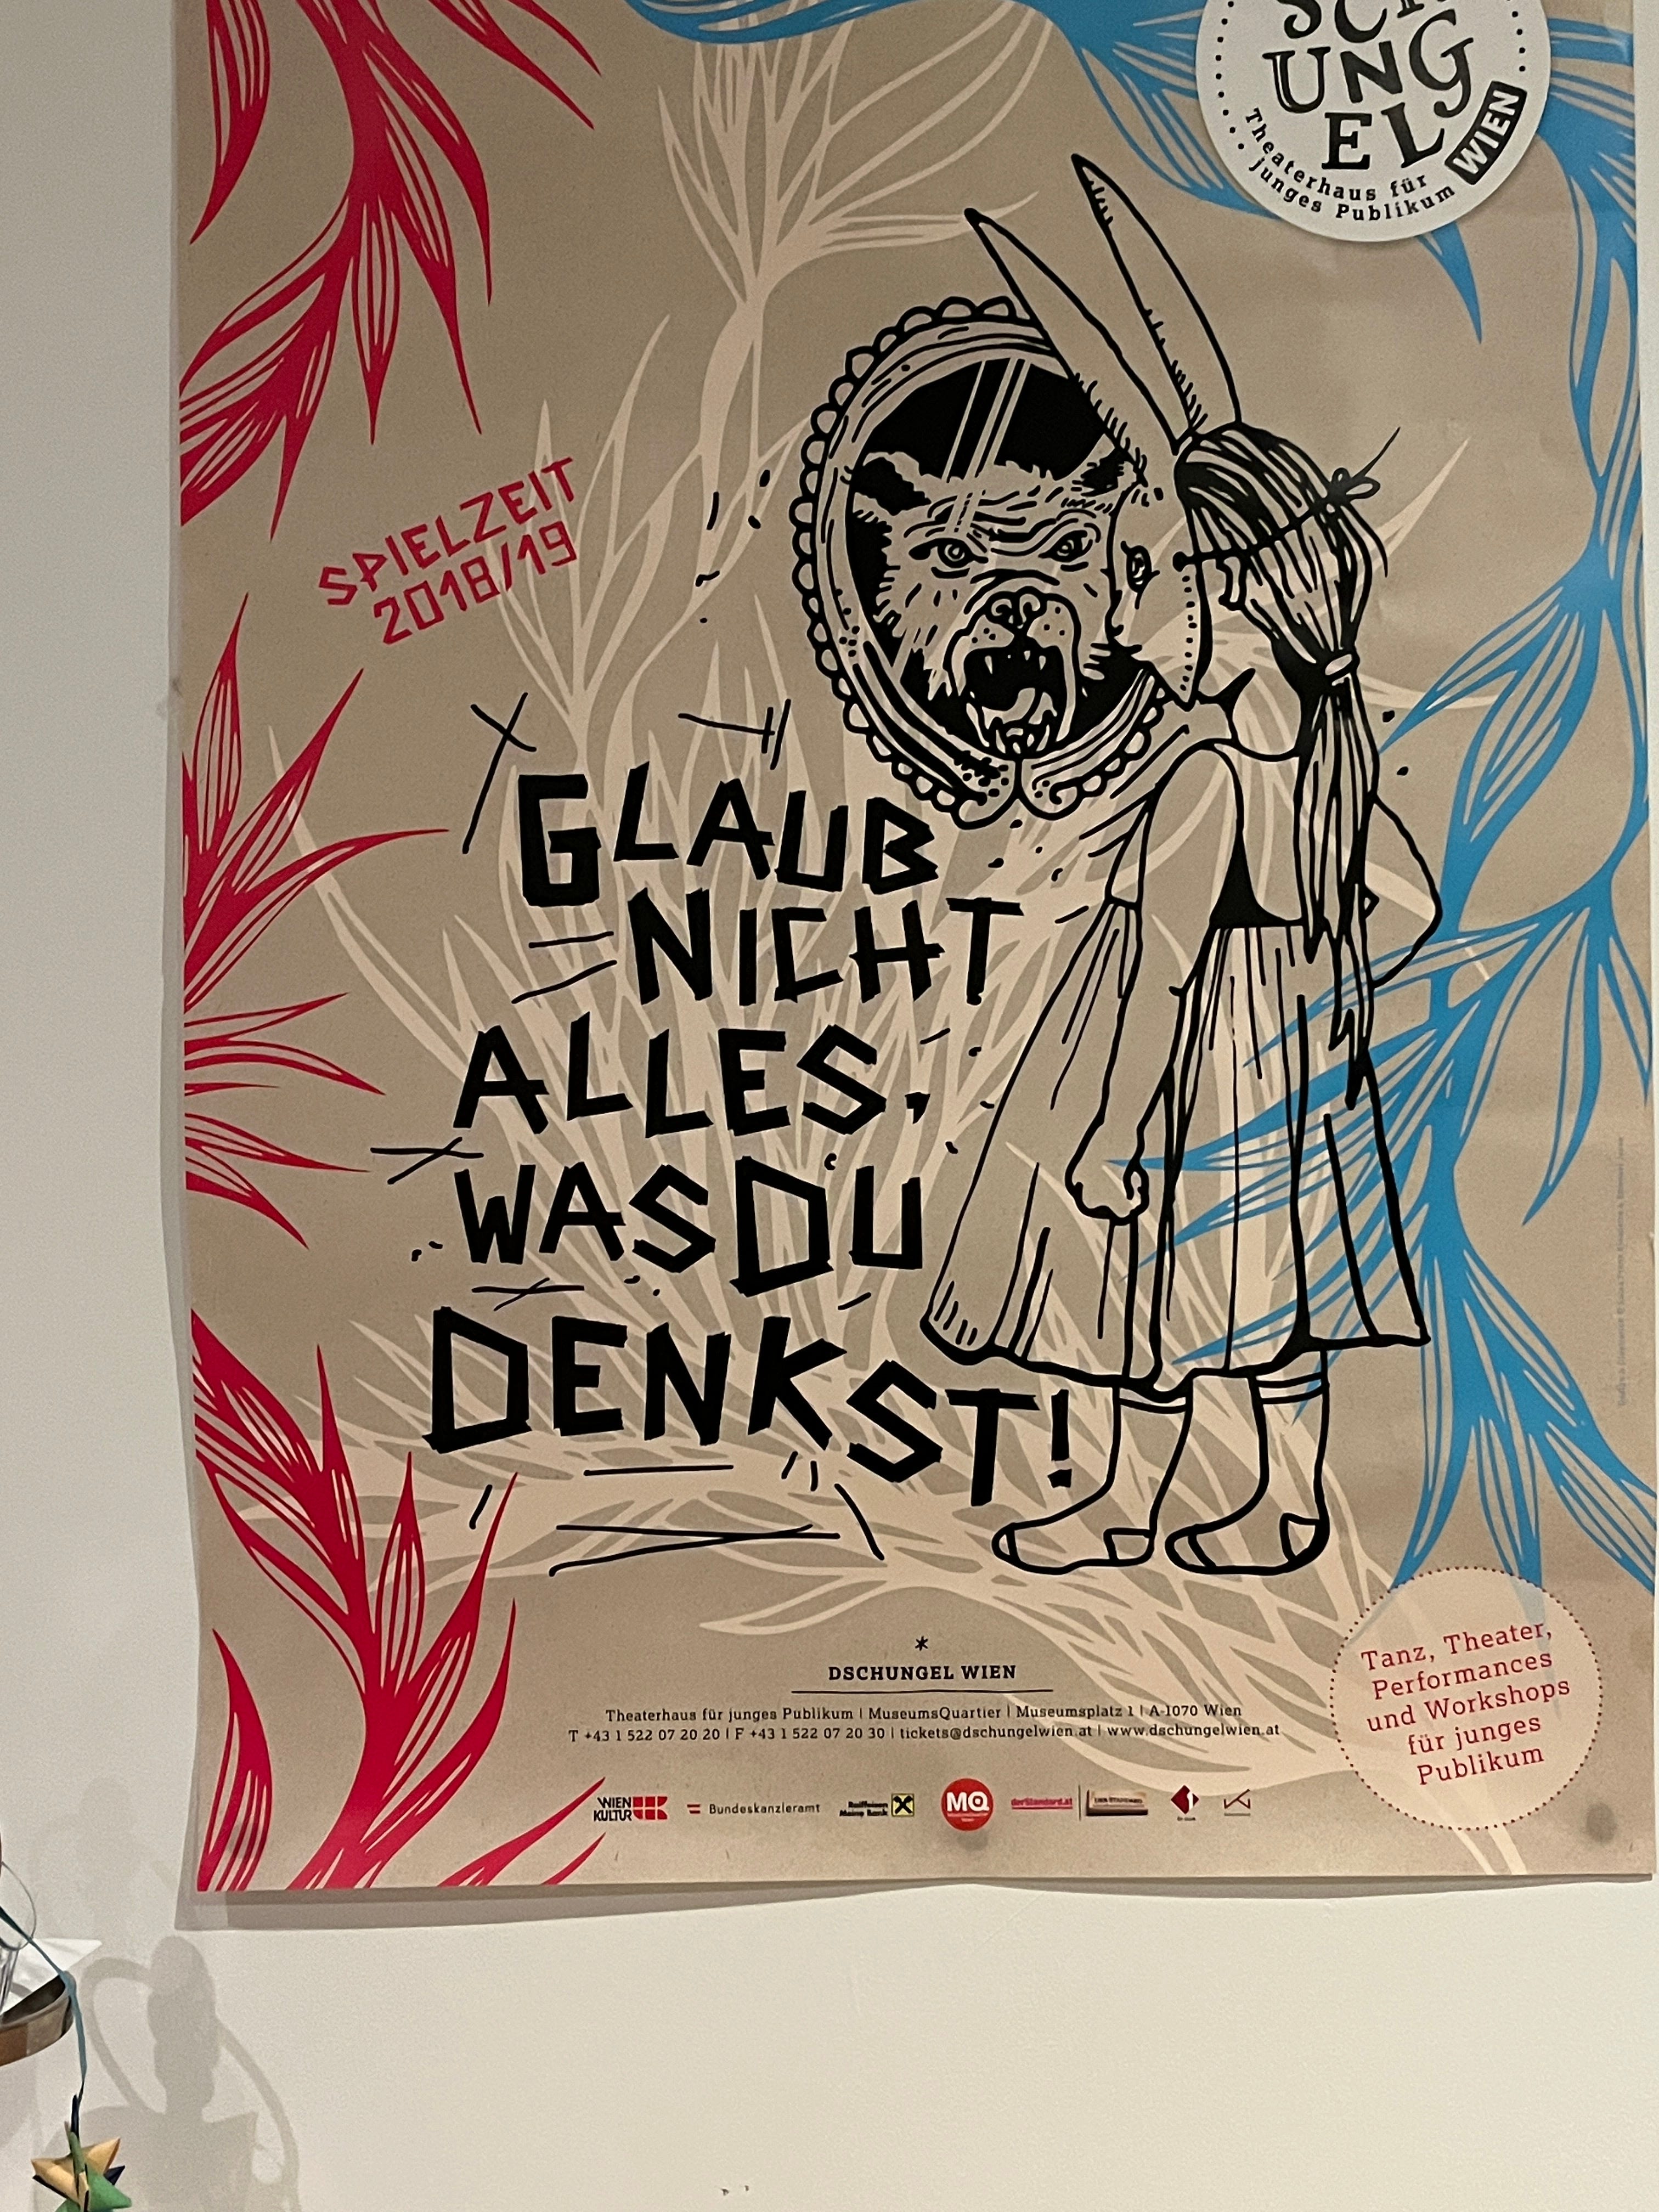 UNG
EL
WIEN
Theaterhaus für
junges Publikum
SPIELZEIT
2018/19
GLAUB
NICHT
ALLES,
WAS DU
DENKST!
*
DSCHUNGEL WIEN
Theaterhaus für junges Publikum | MuseumsQuartier | Museumsplatz 1 | A-1070 Wien
T +43 1 522 07 20 20 | F +43 1 522 07 20 30 | tickets@dschungelwien.at | www.dschungelwien.at
Tanz, Theater,
Performances
und Workshops
für junges
Publikum
WIEN
KULTUR
Bundeskanzleramt
Raiffeisen
Meine Bank
MQ
derStandard.at